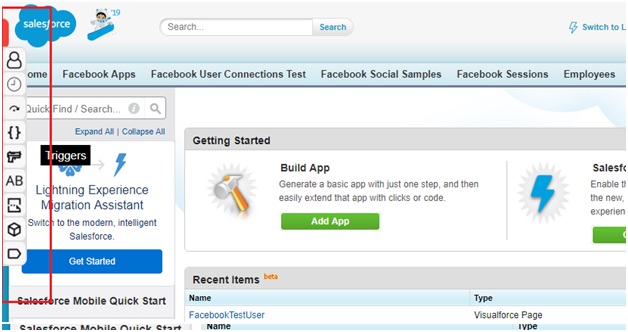 salesforce
'19
Search...
Search
Switch to L
ome
Facebook Apps
Facebook User Connections Test
Facebook Social Samples
Facebook Sessions
Employees
Quick Find / Search...
Expand All | Collapse All
Triggers
{}
AB
Lightning Experience
Migration Assistant
Switch to the modern, intelligent
Salesforce.
Get Started
Salesforce Mobile Quick Start
Getting Started
Build App
Generate a basic app with just one step, and then
easily extend that app with clicks or code.
Add App
Salesfo
Enable th
the new,
experien
Recent Items beta
Name
Type
FacebookTestUser
Visualforce Page
Salesforce Mobile Quick Start
Name
Type